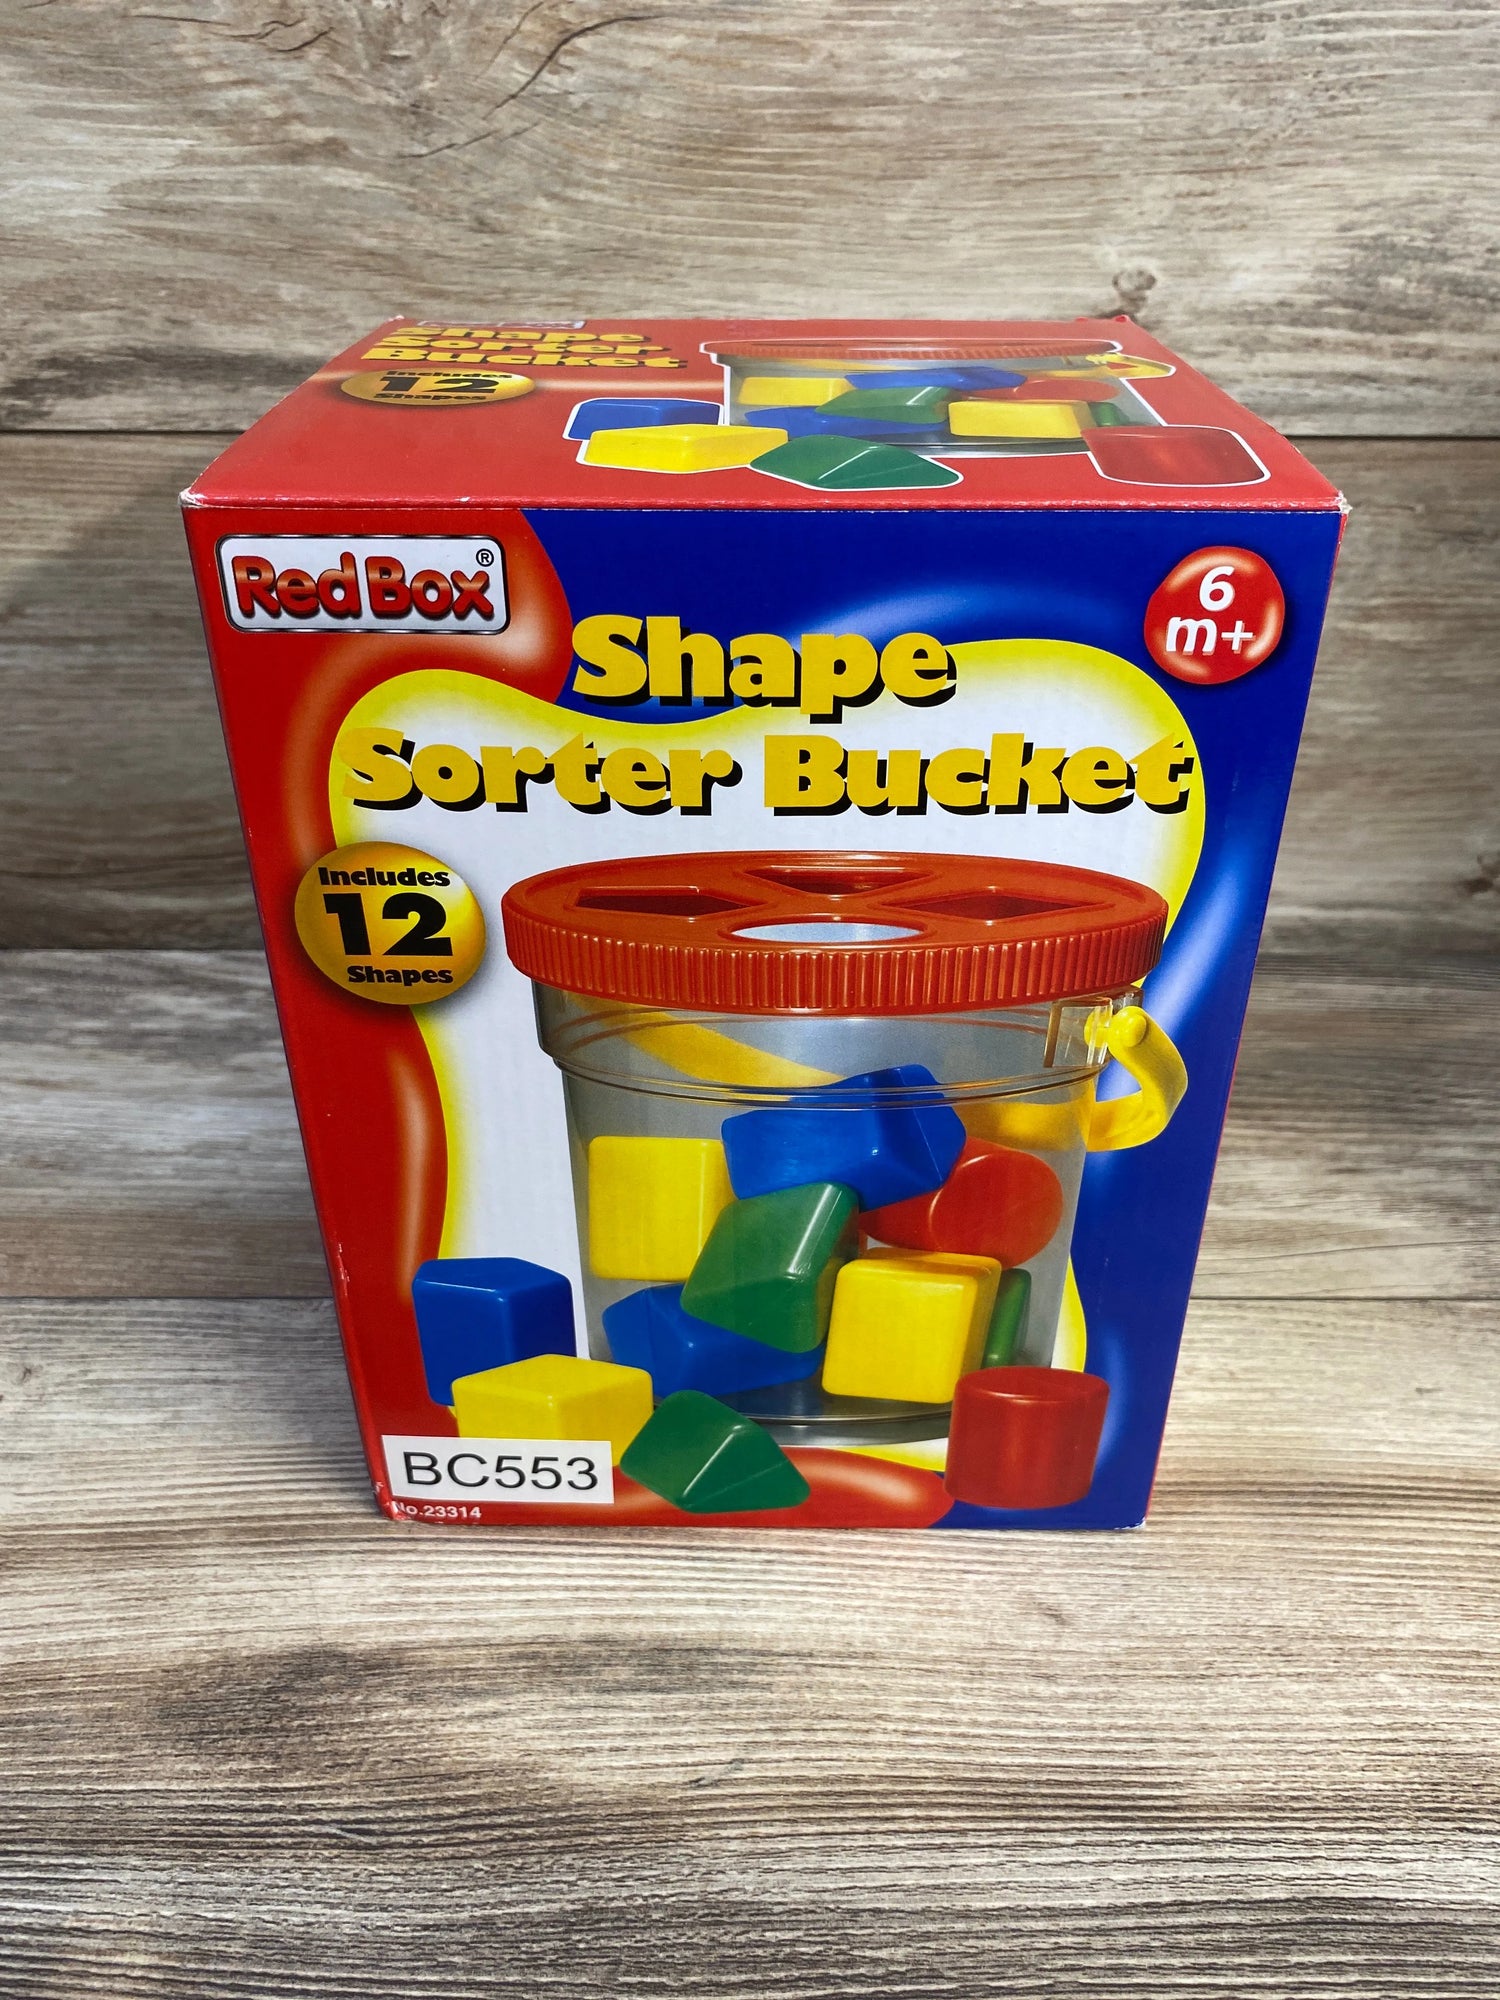 Shape
Sorter
Bucket
Includes
12
Shapes
Red Box®
6
m+
Shape
Sorter Bucket
Includes
12
Shapes
BC553
No.23314